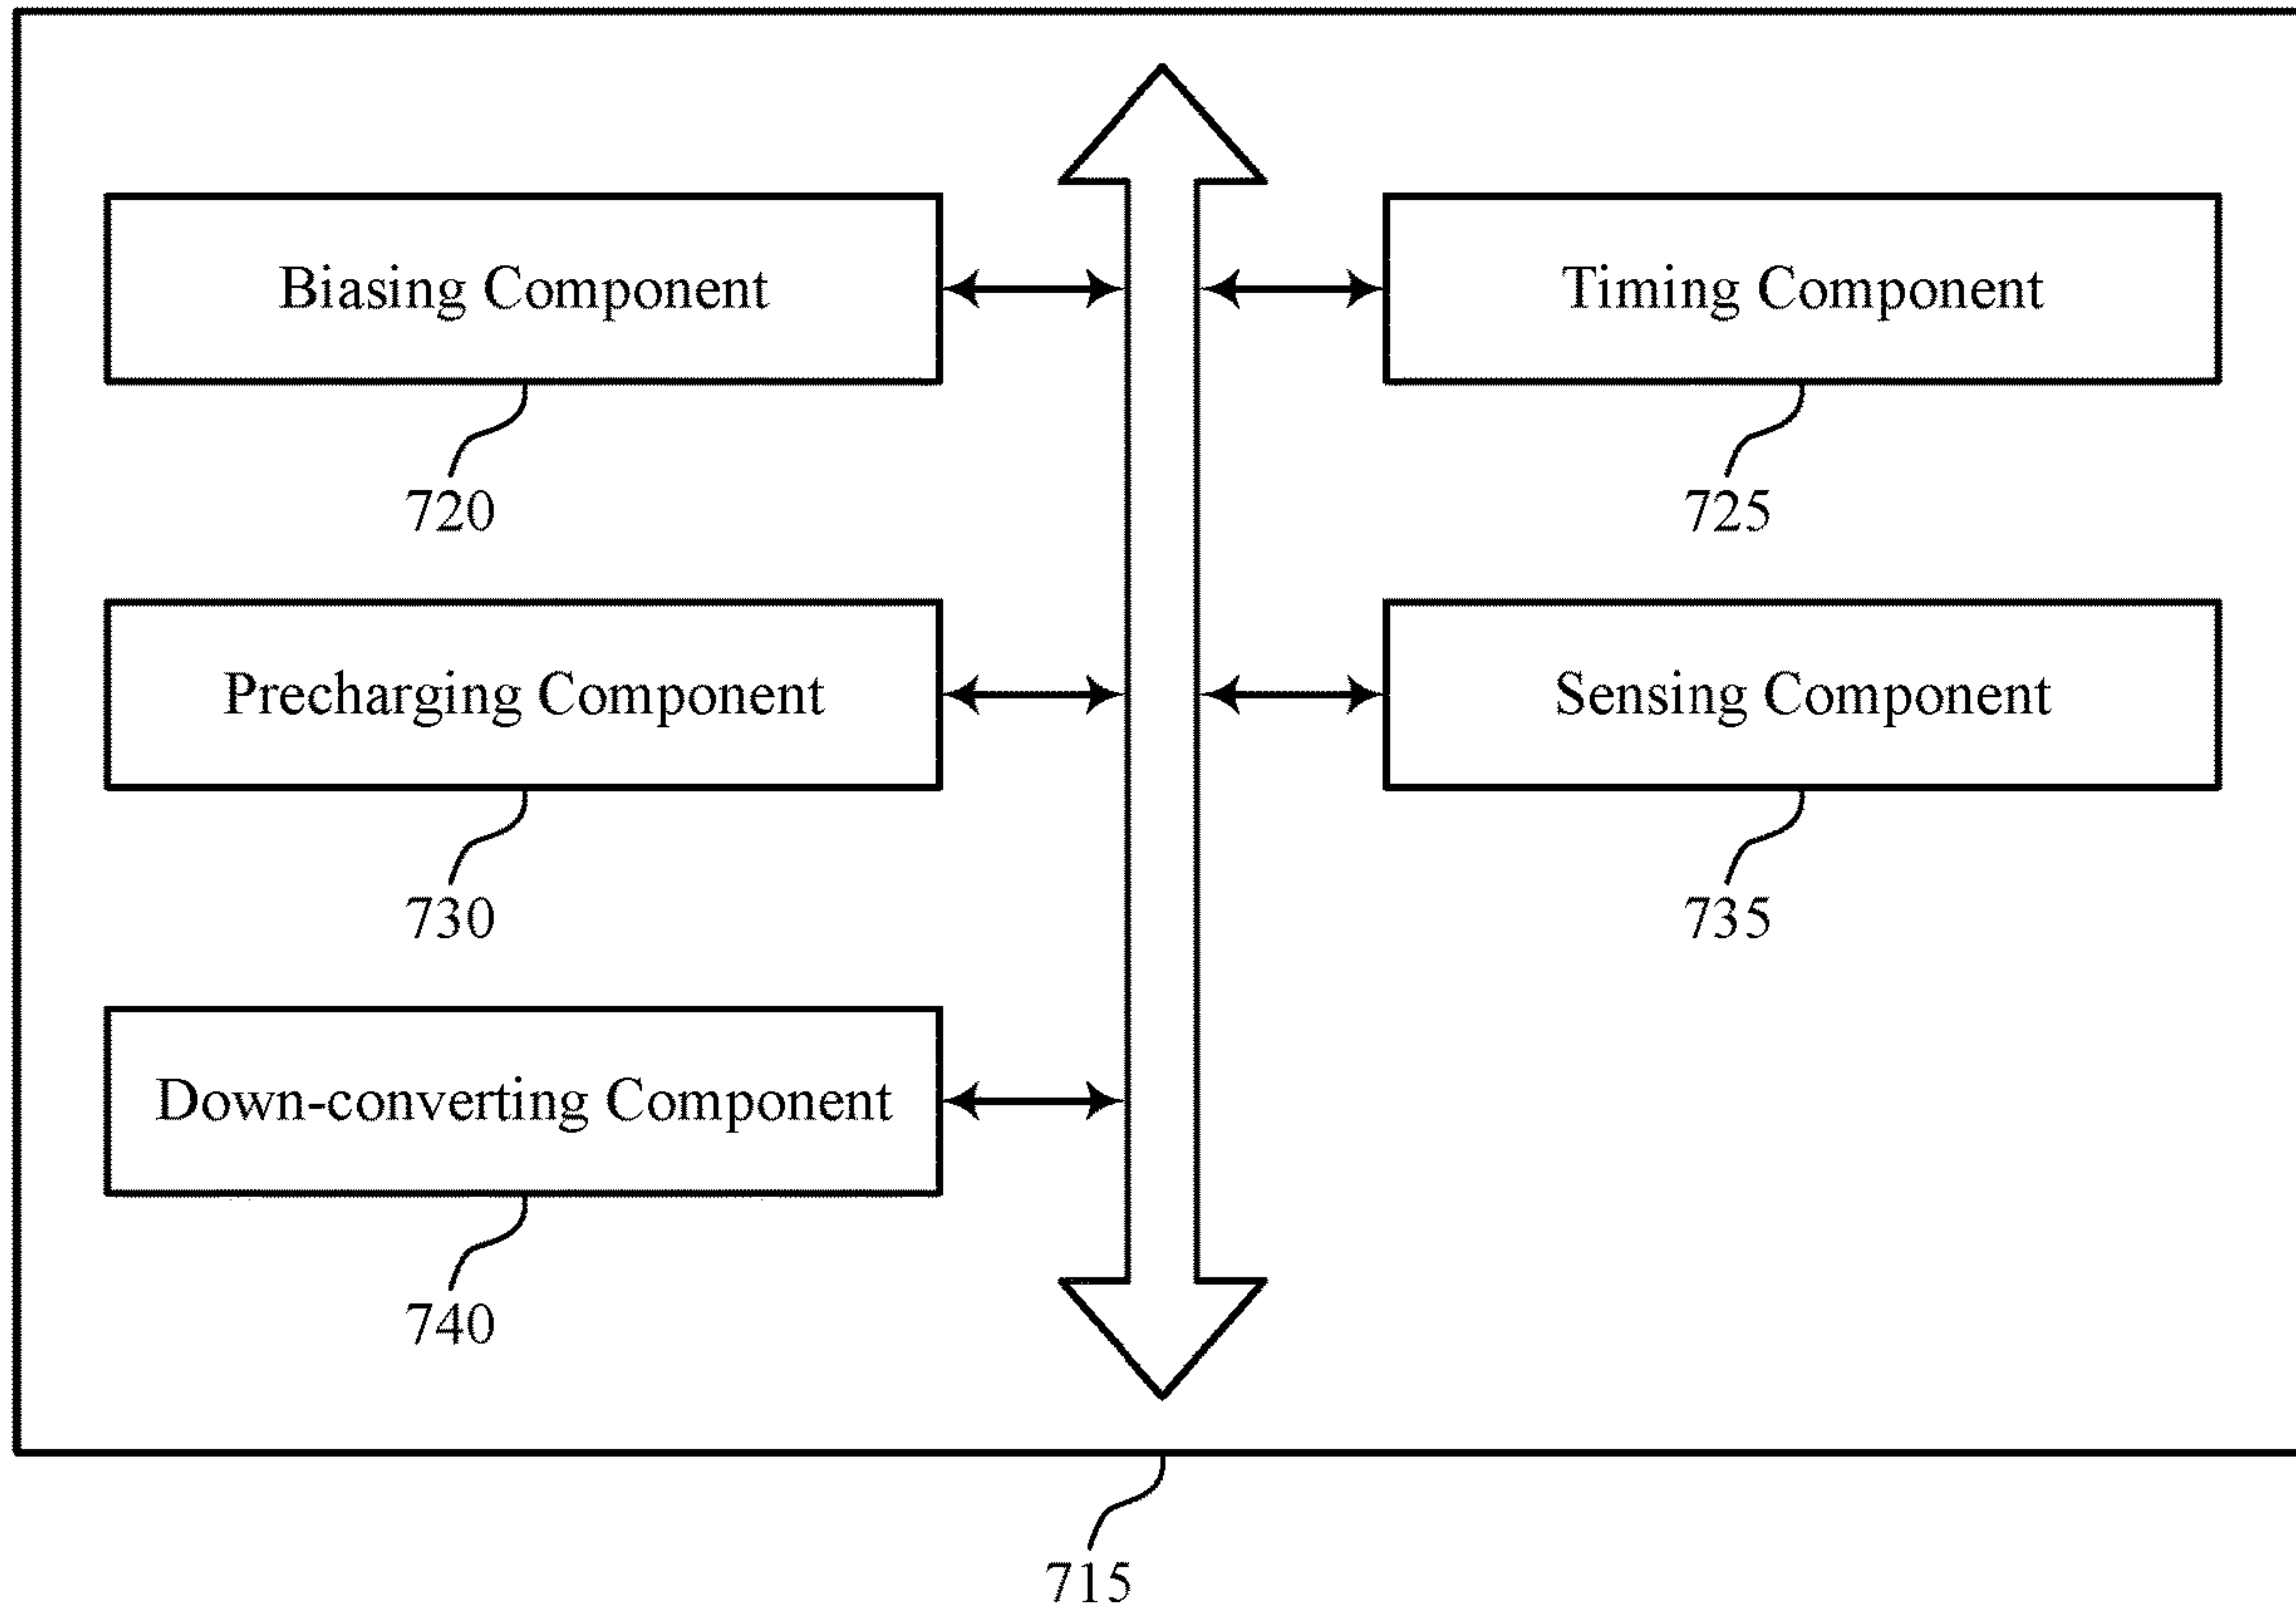 Biasing Component
Timing Component
720
725
Precharging Component
Sensing Component
730
735
Down-converting Component
740
715